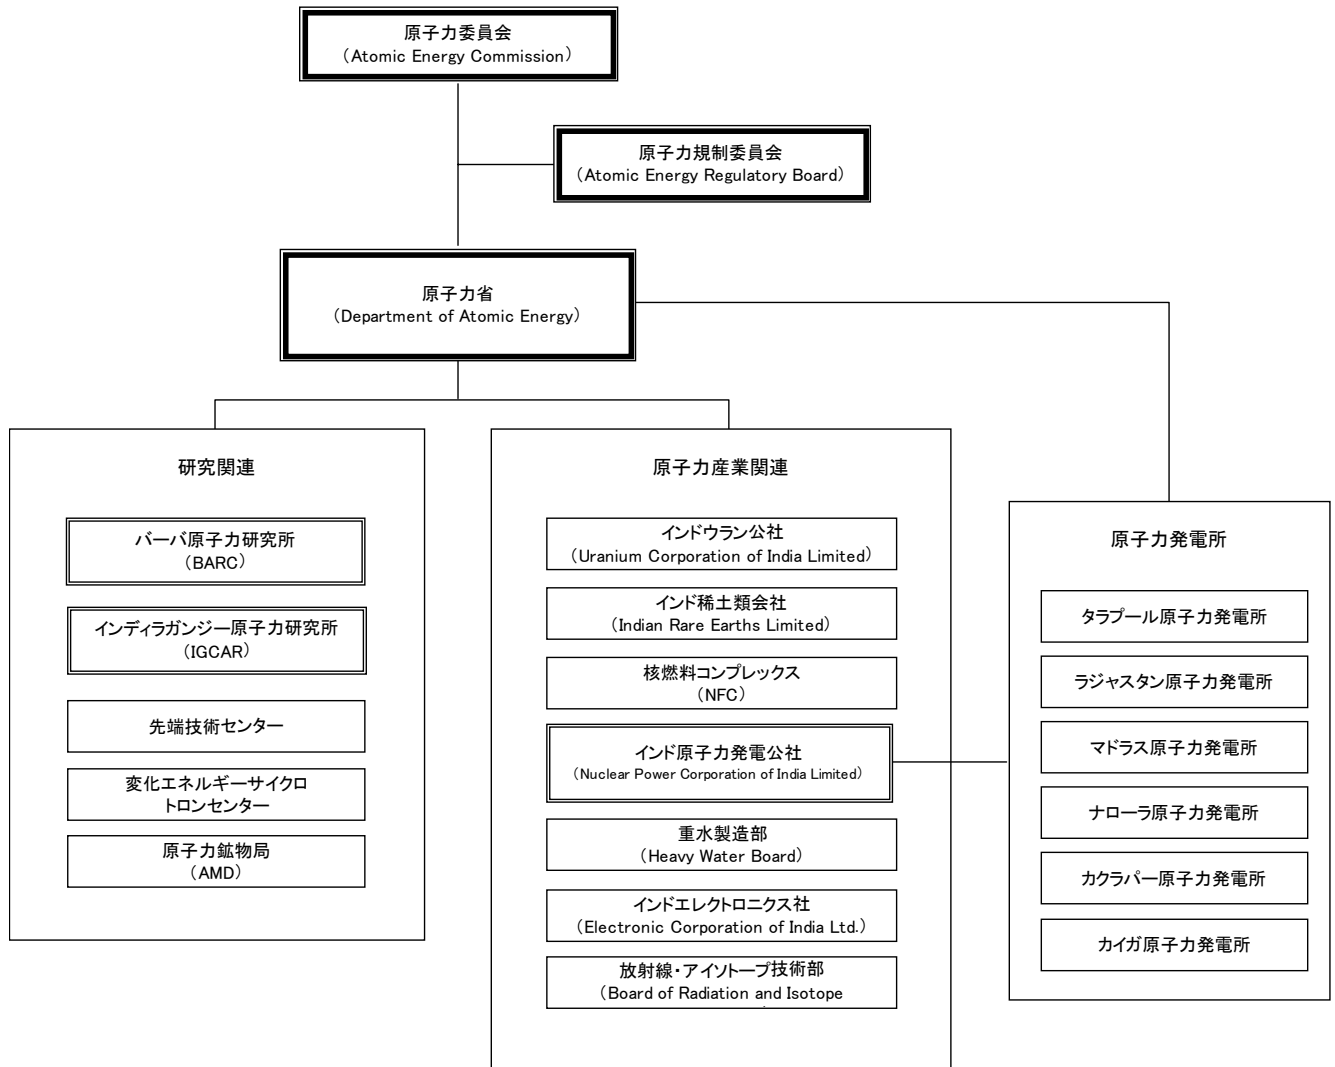 原子力委員会
（Atomic Energy Commission）
原子力規制委員会
（Atomic Energy Regulatory Board）
原子力省
（Department of Atomic Energy）
研究関連
バーバ原子力研究所
（BARC）
インディラガンジー原子力研究所
（IGCAR）
先端技術センター
変化エネルギーサイクロ
トロンセンター
原子力鉱物局
（AMD）
原子力産業関連
インドウラン公社
（Uranium Corporation of India Limited）
インド稀土類会社
（Indian Rare Earths Limited）
核燃料コンプレックス
（NFC）
インド原子力発電公社
（Nuclear Power Corporation of India Limited）
重水製造部
（Heavy Water Board）
インドエレクトロニクス社
（Electronic Corporation of India Ltd.）
放射線・アイソトープ技術部
（Board of Radiation and Isotope
原子力発電所
タラプール原子力発電所
ラジャスタン原子力発電所
マドラス原子力発電所
ナローラ原子力発電所
カクラパー原子力発電所
カイガ原子力発電所